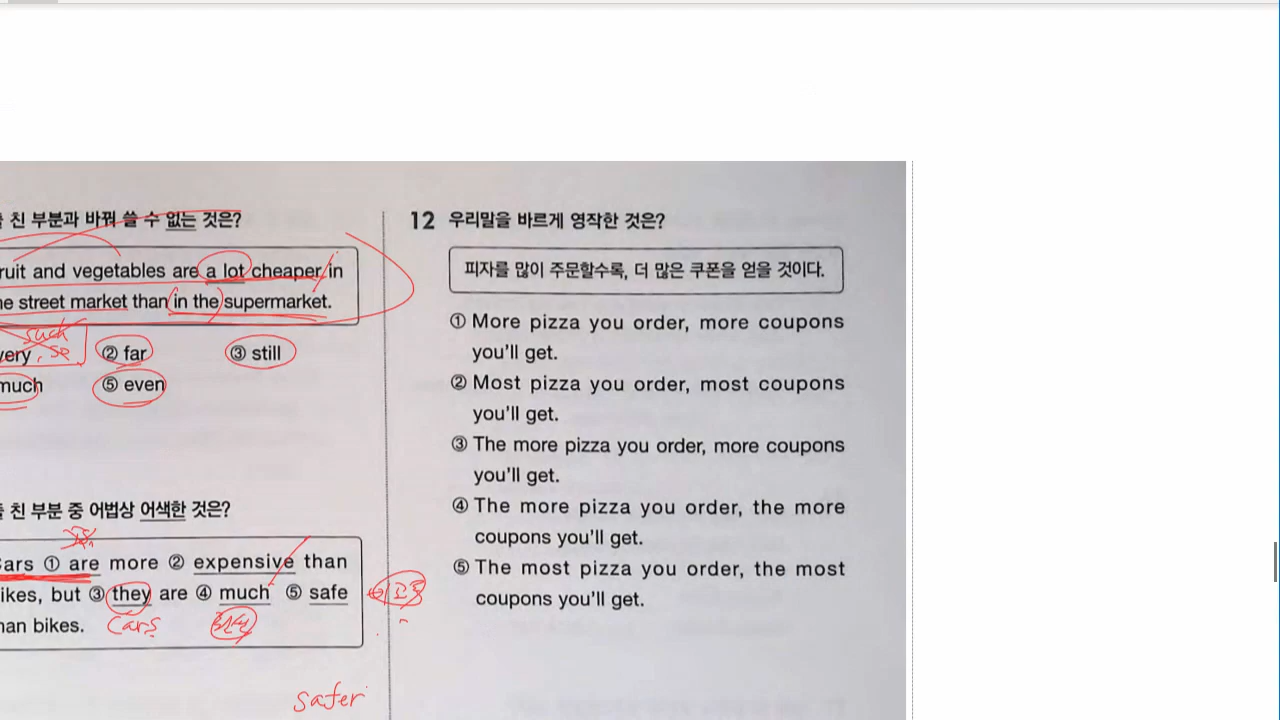 친 부분과 바꿔 쓸 수 없는 것은?
ruit and vegetables are a lot cheaper in
street market than in the supermarket.
such
very, so
② far
③ still
much
⑤ even
친 부분 중 어법상 어색한 것은?
Cars ① are more ② expensive than
ikes, but ③ they are ④ much ⑤ safe
비교급
han bikes.
cars
훨씬
safer
12 우리말을 바르게 영작한 것은?
피자를 많이 주문할수록, 더 많은 쿠폰을 얻을 것이다.
① More pizza you order, more coupons
you'll get.
② Most pizza you order, most coupons
you'll get.
③ The more pizza you order, more coupons
you'll get.
④ The more pizza you order, the more
coupons you'll get.
⑤ The most pizza you order, the most
coupons you'll get.